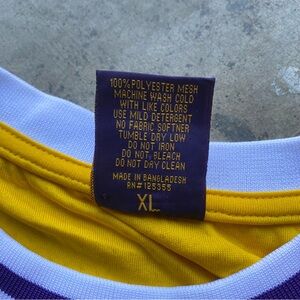 100% POLYESTER MESH
MACHINE WASH COLD
WITH LIKE COLORS
USE MILD DETERGENT
NO FABRIC SOFTNER
TUMBLE DRY LOW
DO NOT IRON
DO NOT BLEACH
DO NOT DRY CLEAN
MADE IN BANGLADESH
RN# 125355
XL